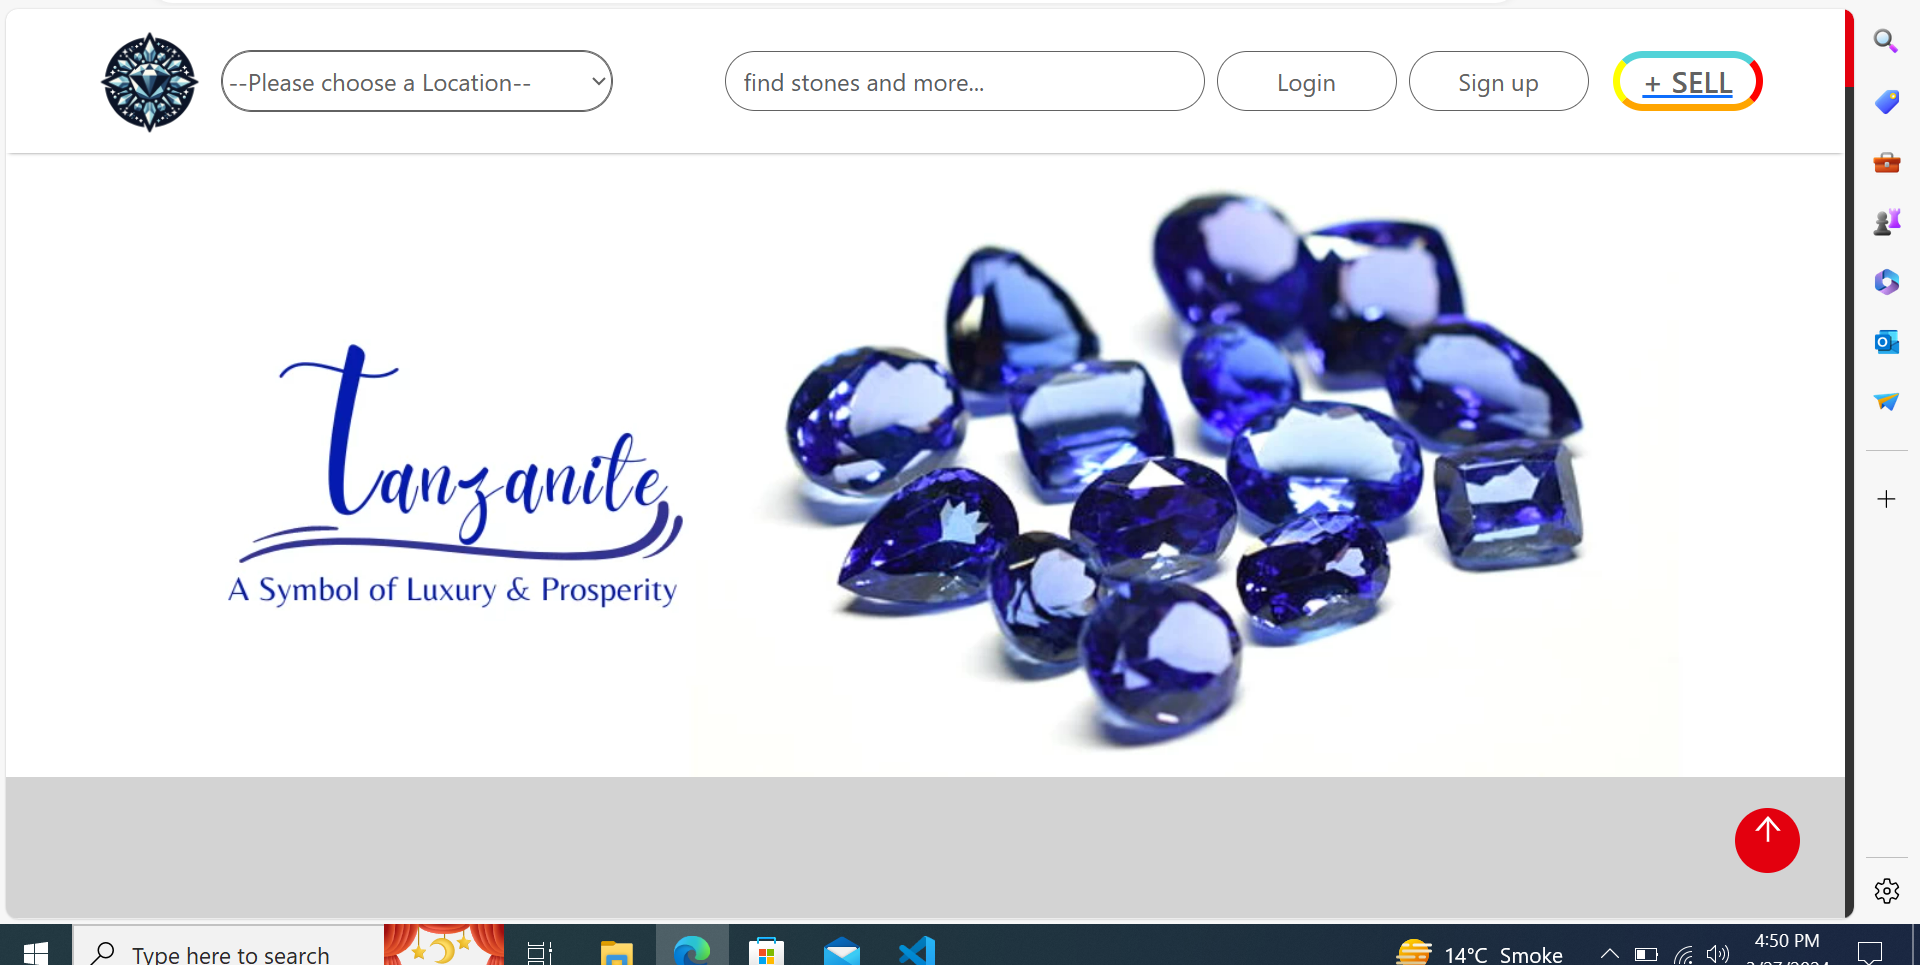 --Please choose a Location--
find stones and more...
Login
Sign up
+ SELL
Tanzanite
A Symbol of Luxury & Prosperity
Type here to search
14°C Smoke
4:50 PM